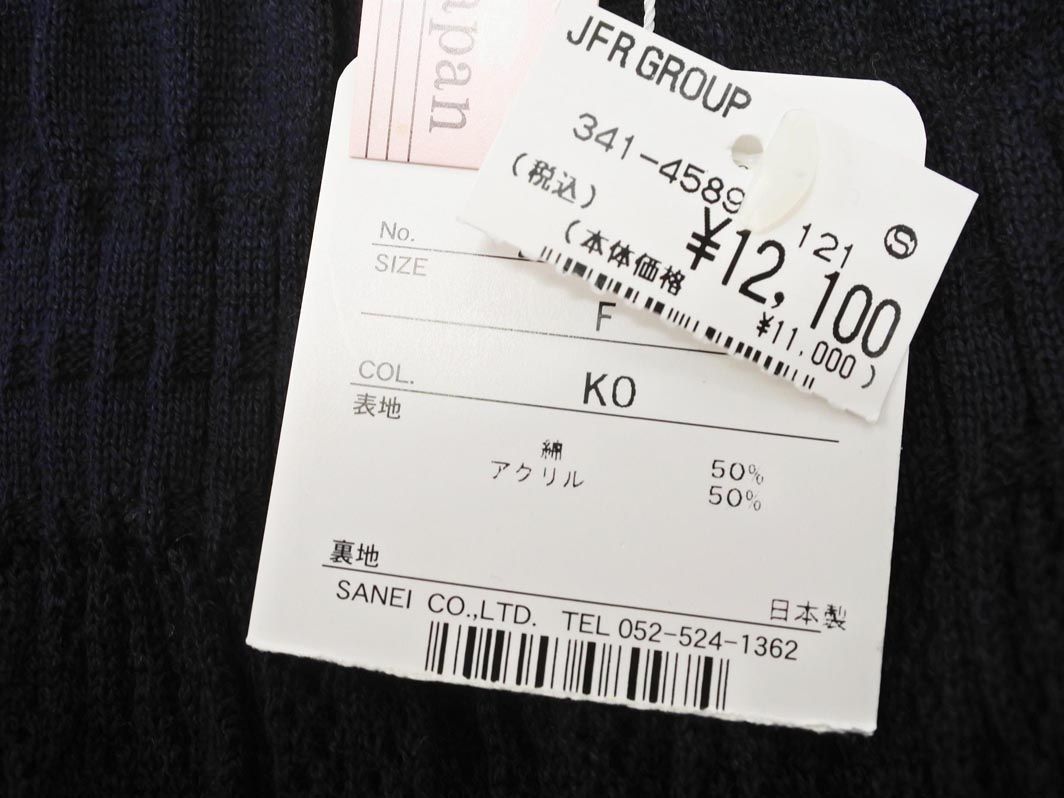 JFR GROUP
341-4589
121
Ⓢ
(税込)
¥12,100
(本体価格
¥11,000)
No.
SIZE
F
COL.
KO
表地
綿 50%
アクリル 50%
裏地
日本製
SANEI CO.,LTD. TEL 052-524-1362